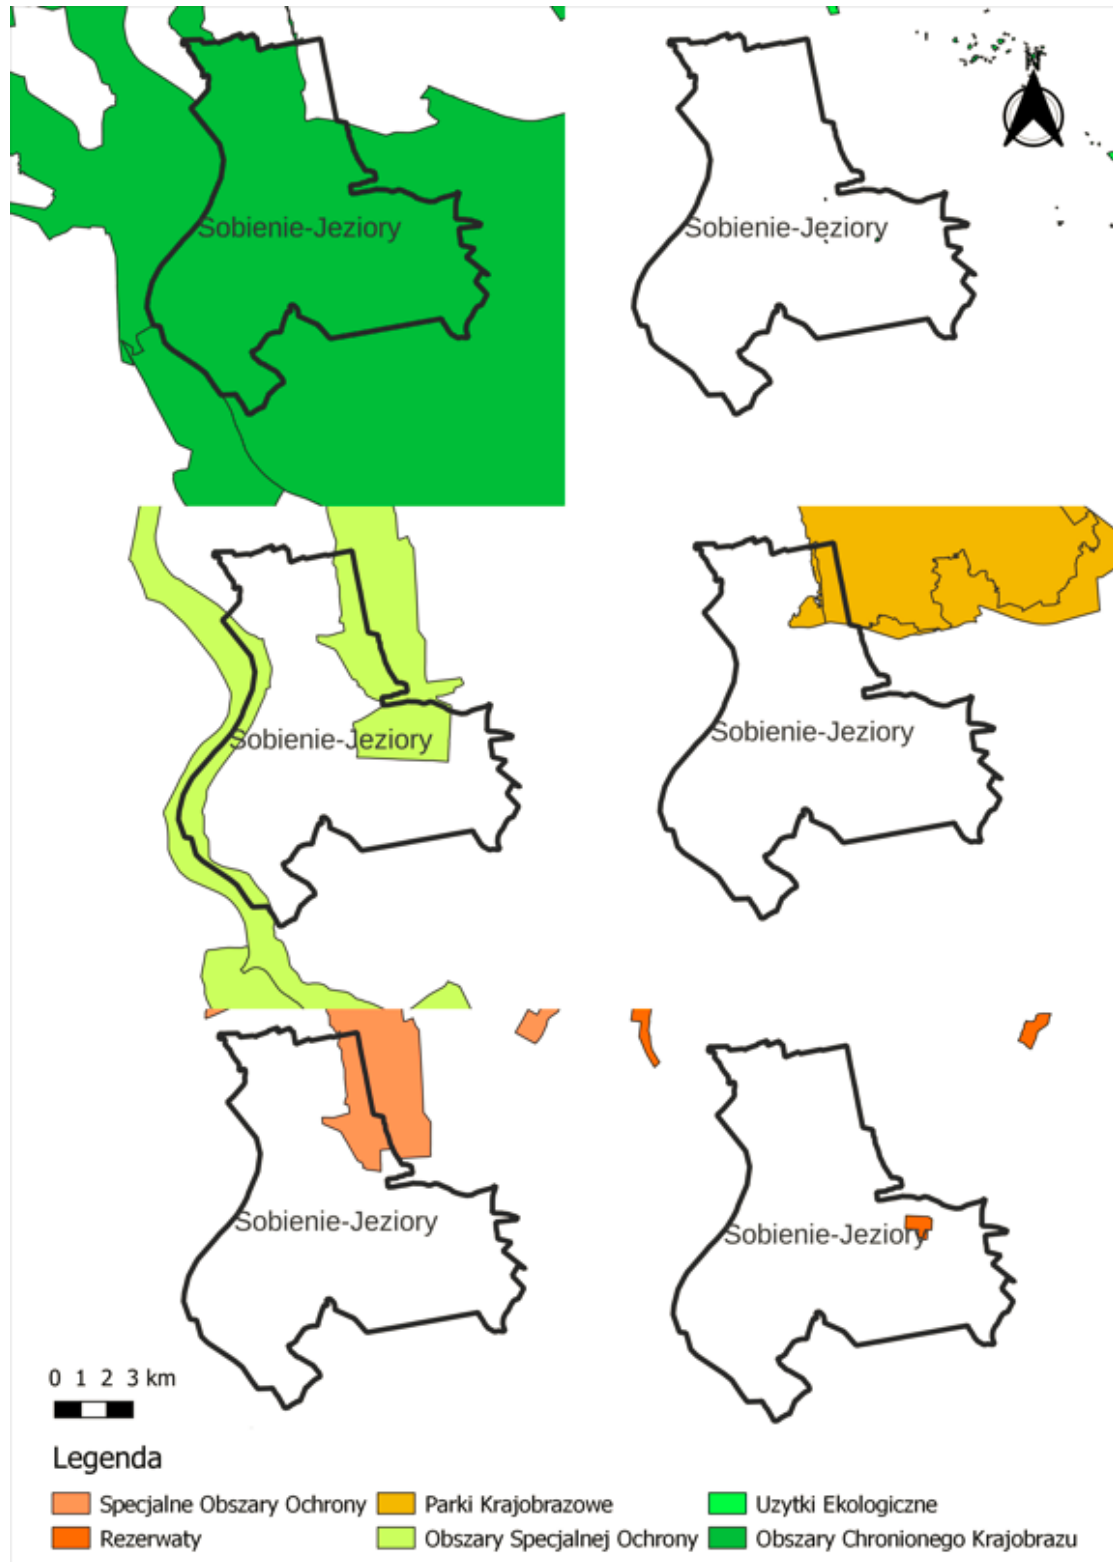 N
Sobienie-Jeziory
Sobienie-Jeziory
Sobienie-Jeziory
Sobienie-Jeziory
Sobienie-Jeziory
Sobienie-Jeziory
0 1 2 3 km
Legenda
Specjalne Obszary Ochrony
Parki Krajobrazowe
Uzytki Ekologiczne
Rezerwaty
Obszary Specjalnej Ochrony
Obszary Chronionego Krajobrazu